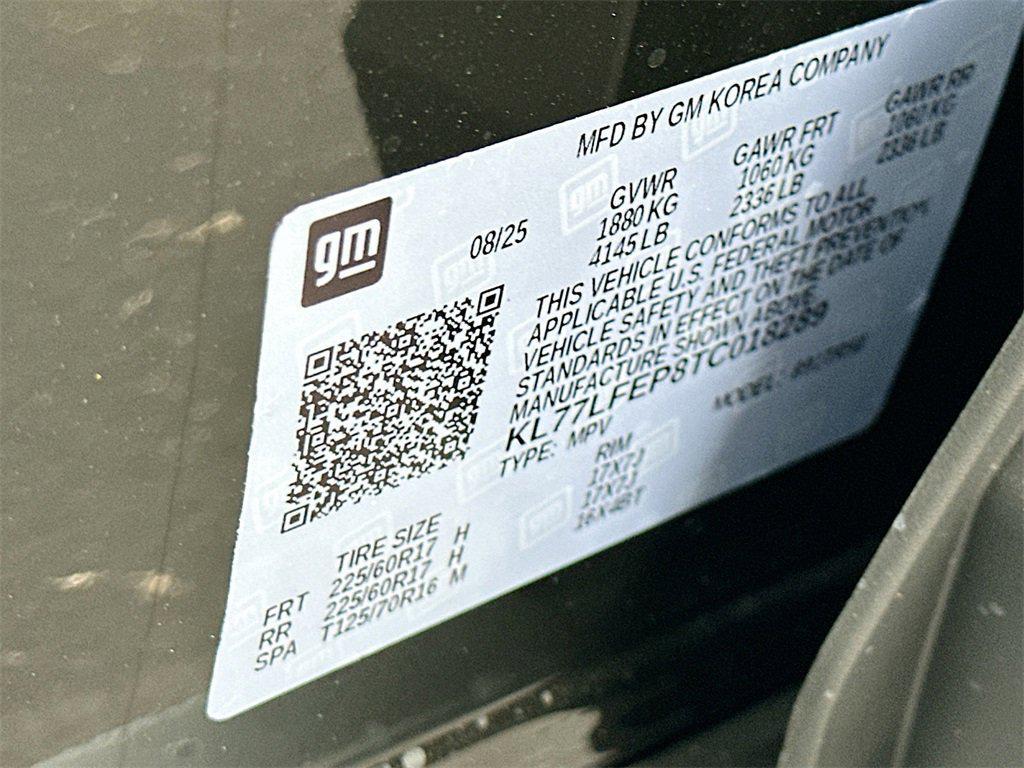 MFD BY GM KOREA COMPANY
gm
08/25
GVWR
1880 KG
4145 LB
GAWR FRT
1060 KG
2336 LB
GAWR RR
1060 KG
2336 LB
THIS VEHICLE CONFORMS TO ALL
APPLICABLE U.S. FEDERAL MOTOR
VEHICLE SAFETY AND THEFT PREVENTION
STANDARDS IN EFFECT ON THE DATE OF
MANUFACTURE SHOWN ABOVE.
KL77LFEP8TC018289
TYPE: MPV
MODEL:
TIRE SIZE
RIM
FRT 225/60R17 H 17X7J
RR 225/60R17 H 17X7J
SPA T125/70R16 M 16X4BT